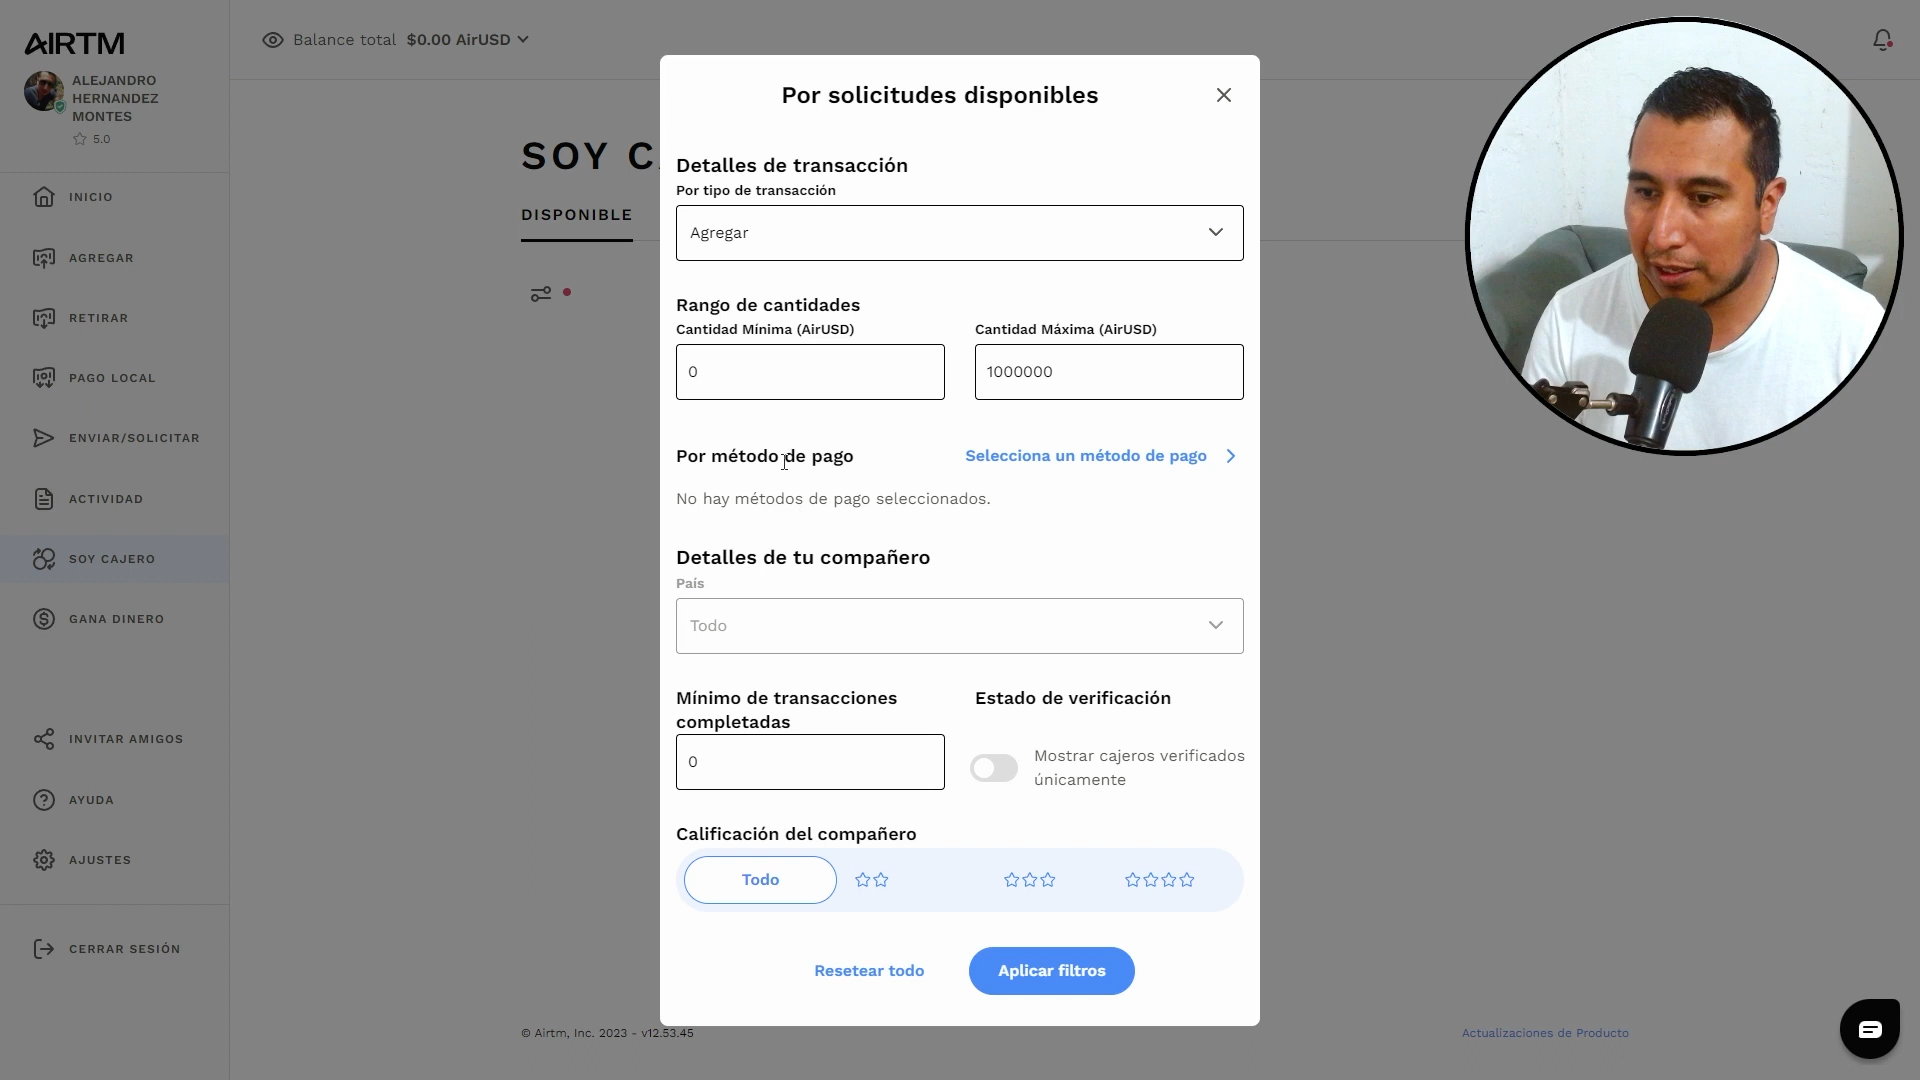 AIRTM
ALEJANDRO
HERNANDEZ
MONTES
5.0
INICIO
AGREGAR
RETIRAR
PAGO LOCAL
ENVIAR/SOLICITAR
ACTIVIDAD
SOY CAJERO
GANA DINERO
INVITAR AMIGOS
AYUDA
AJUSTES
CERRAR SESIÓN
Balance total $0.00 AirUSD
SOY C
DISPONIBLE
Por solicitudes disponibles
Detalles de transacción
Por tipo de transacción
Agregar
Rango de cantidades
Cantidad Mínima (AirUSD) Cantidad Máxima (AirUSD)
0 1000000
Por método de pago Selecciona un método de pago
No hay métodos de pago seleccionados.
Detalles de tu compañero
País
Todo
Mínimo de transacciones
completadas
0
Estado de verificación
Mostrar cajeros verificados
únicamente
Calificación del compañero
Todo
Resetear todo Aplicar filtros
© Airtm, Inc. 2023 - v12.53.45
Actualizaciones de Producto